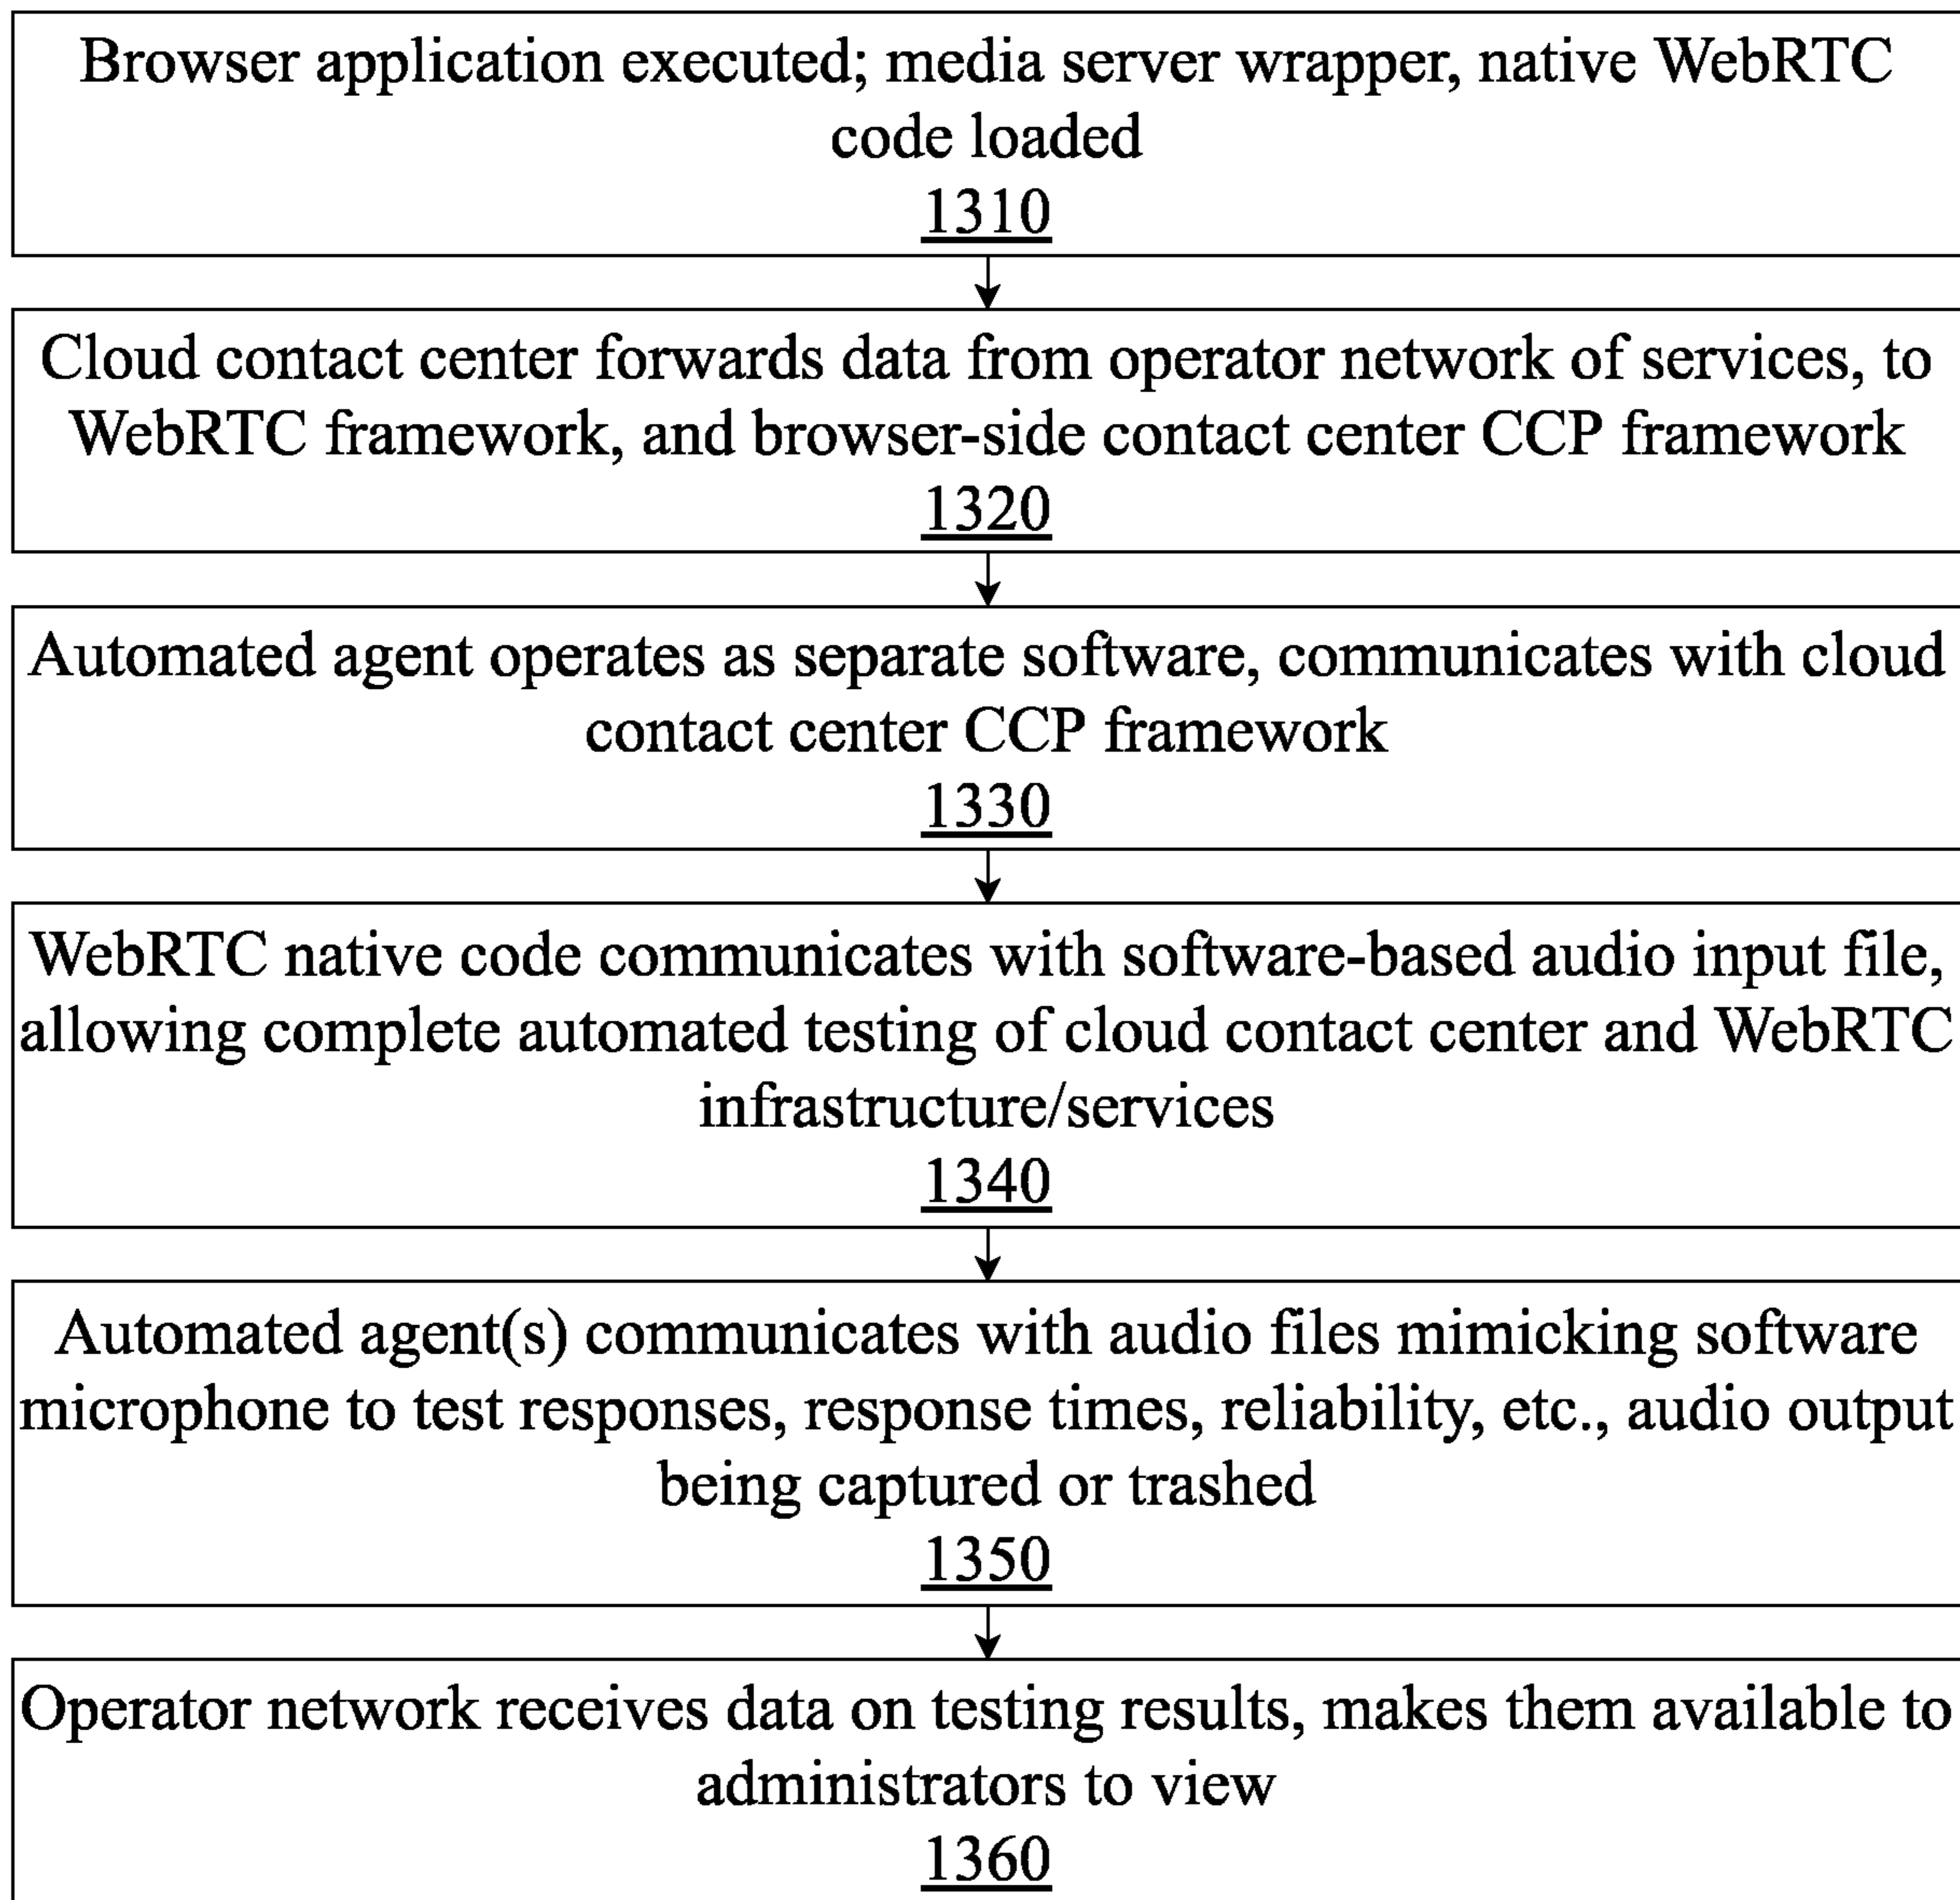 Browser application executed; media server wrapper, native WebRTC
code loaded
1310
Cloud contact center forwards data from operator network of services, to
WebRTC framework, and browser-side contact center CCP framework
1320
Automated agent operates as separate software, communicates with cloud
contact center CCP framework
1330
WebRTC native code communicates with software-based audio input file,
allowing complete automated testing of cloud contact center and WebRTC
infrastructure/services
1340
Automated agent(s) communicates with audio files mimicking software
microphone to test responses, response times, reliability, etc., audio output
being captured or trashed
1350
Operator network receives data on testing results, makes them available to
administrators to view
1360